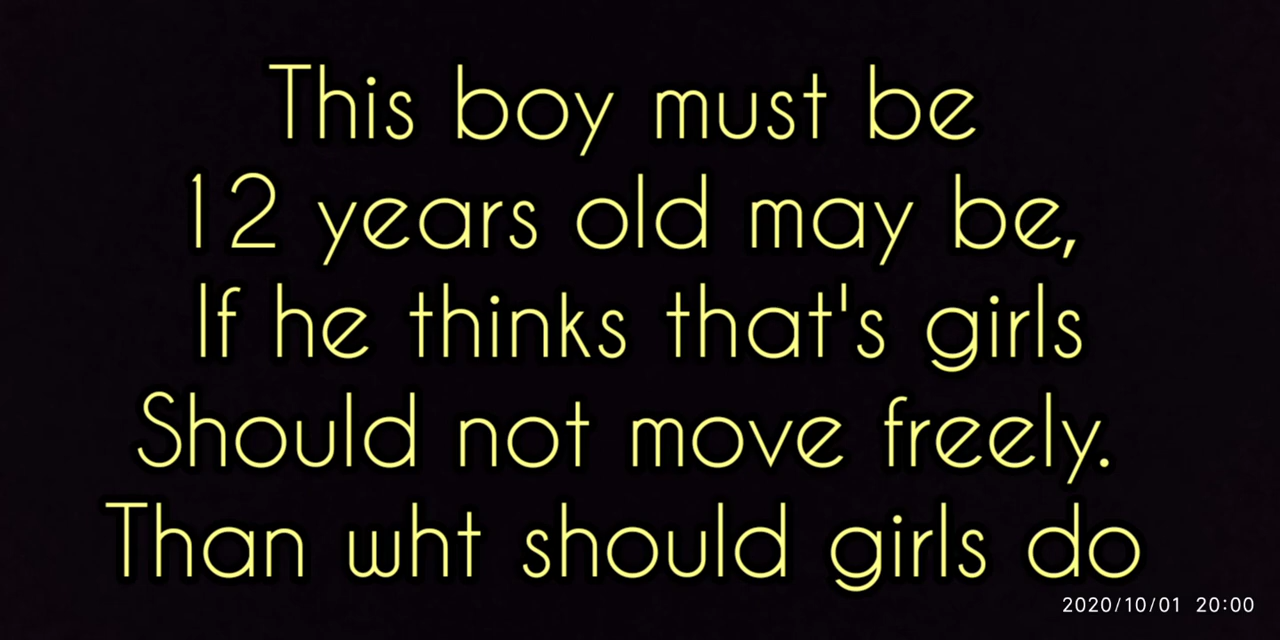 This boy must be
12 years old may be,
If he thinks that's girls
Should not move freely.
Than wht should girls do
2020/10/01 20:00